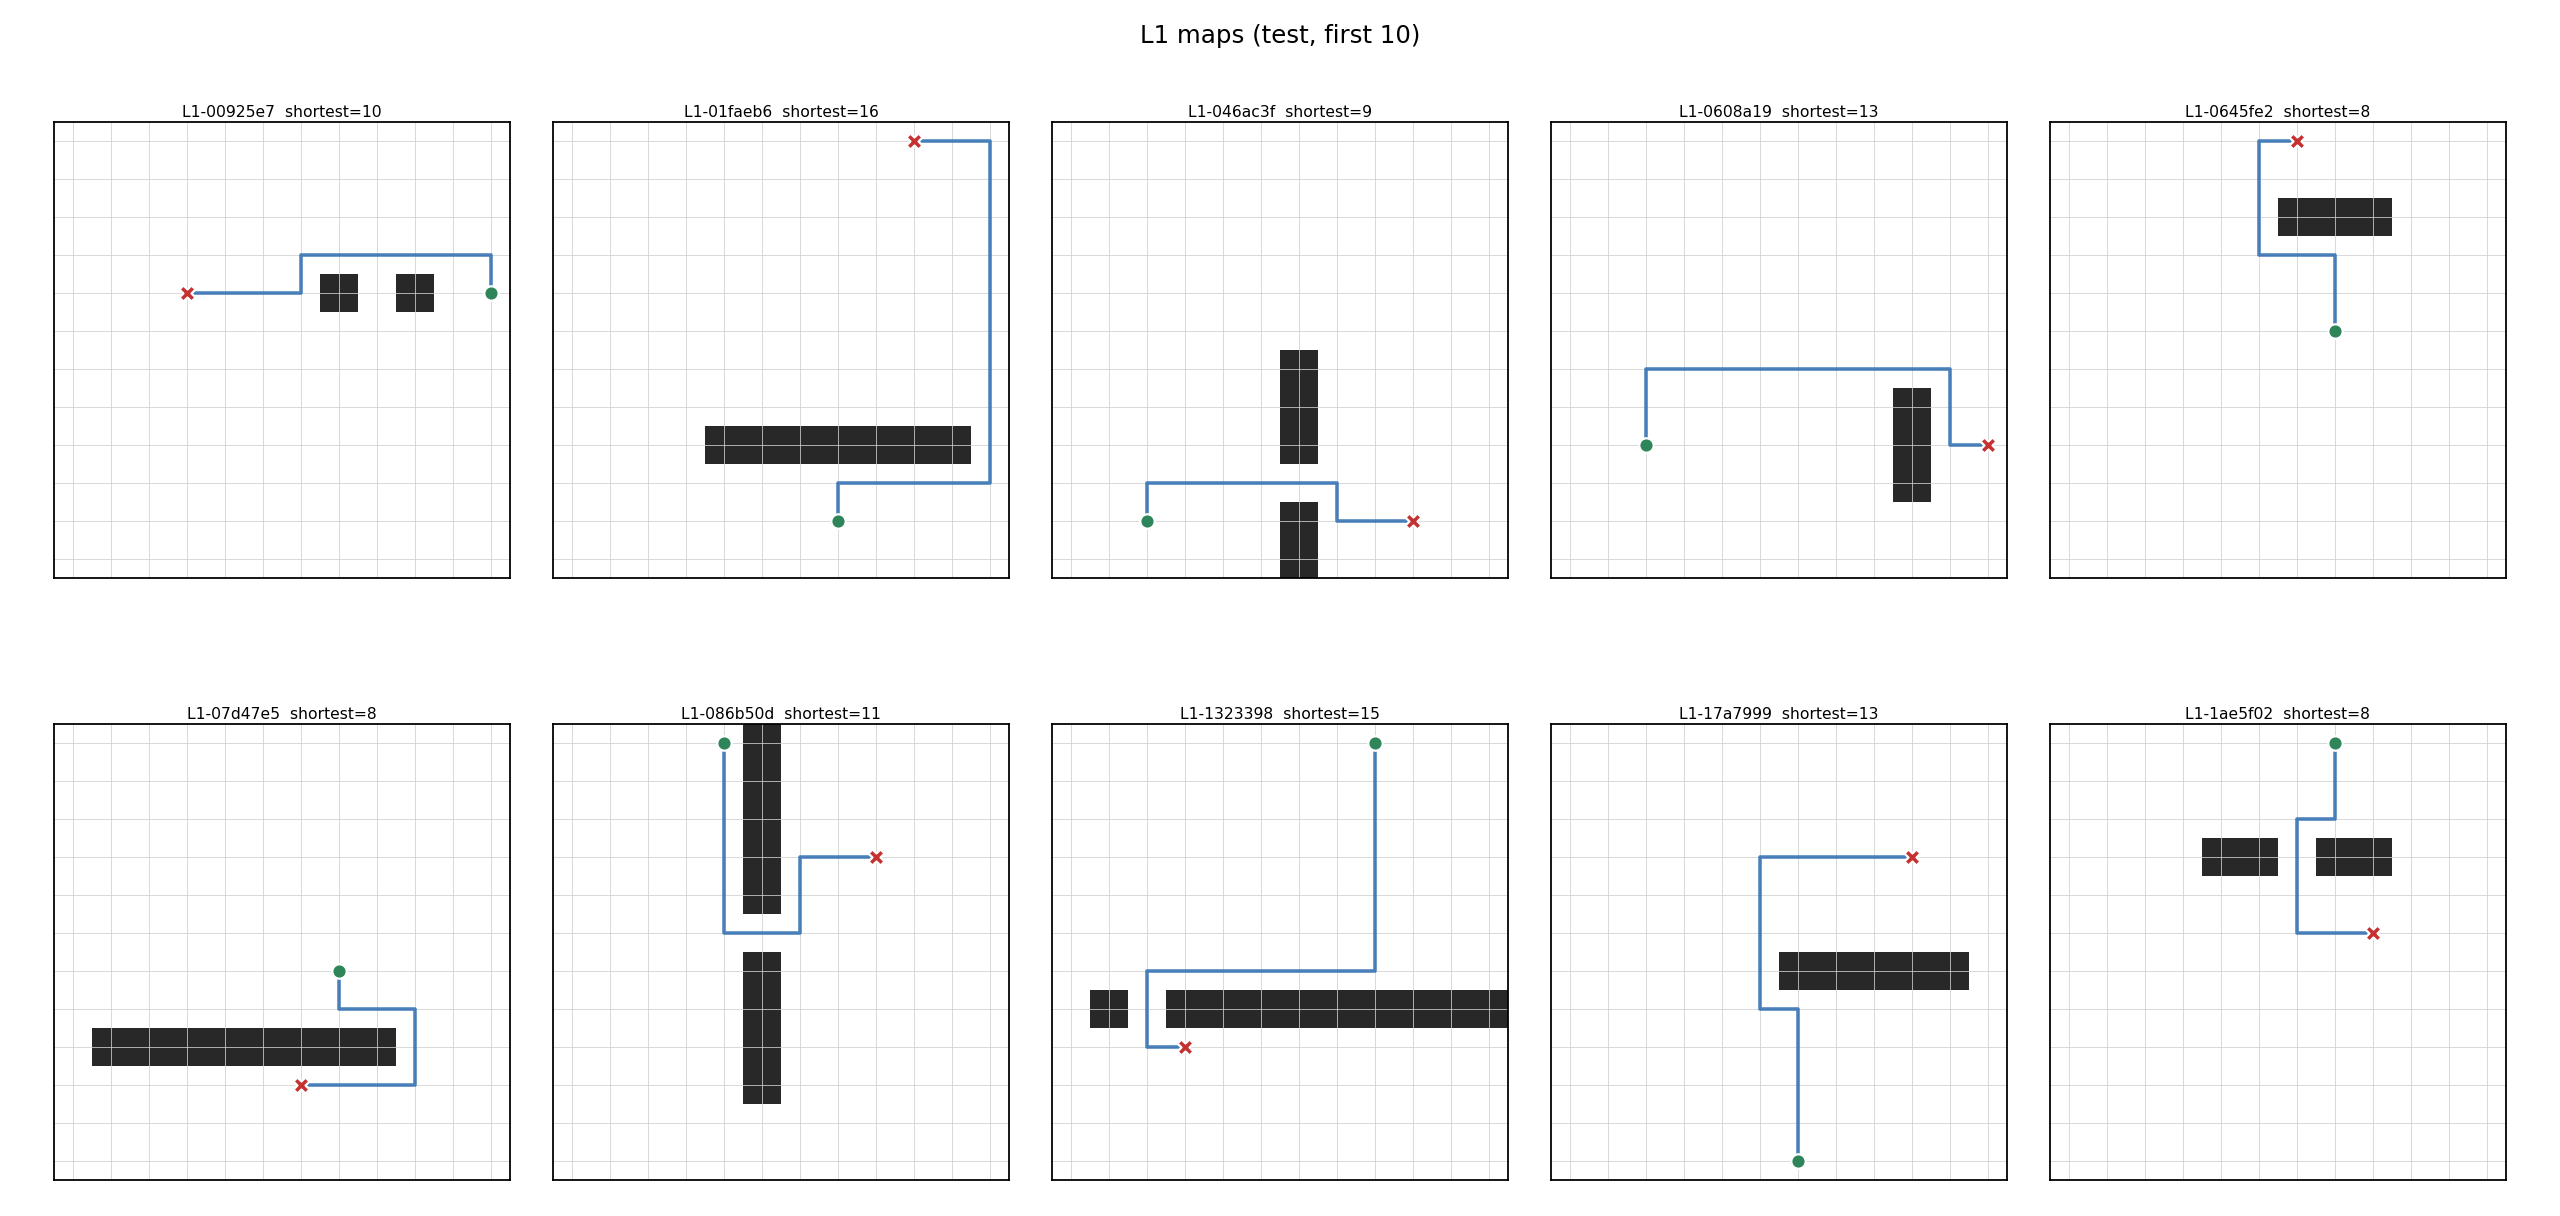 L1 maps (test, first 10)
L1-00925e7  shortest=10
L1-01faeb6  shortest=16
L1-046ac3f  shortest=9
L1-0608a19  shortest=13
L1-0645fe2  shortest=8
L1-07d47e5  shortest=8
L1-086b50d  shortest=11
L1-1323398  shortest=15
L1-17a7999  shortest=13
L1-1ae5f02  shortest=8